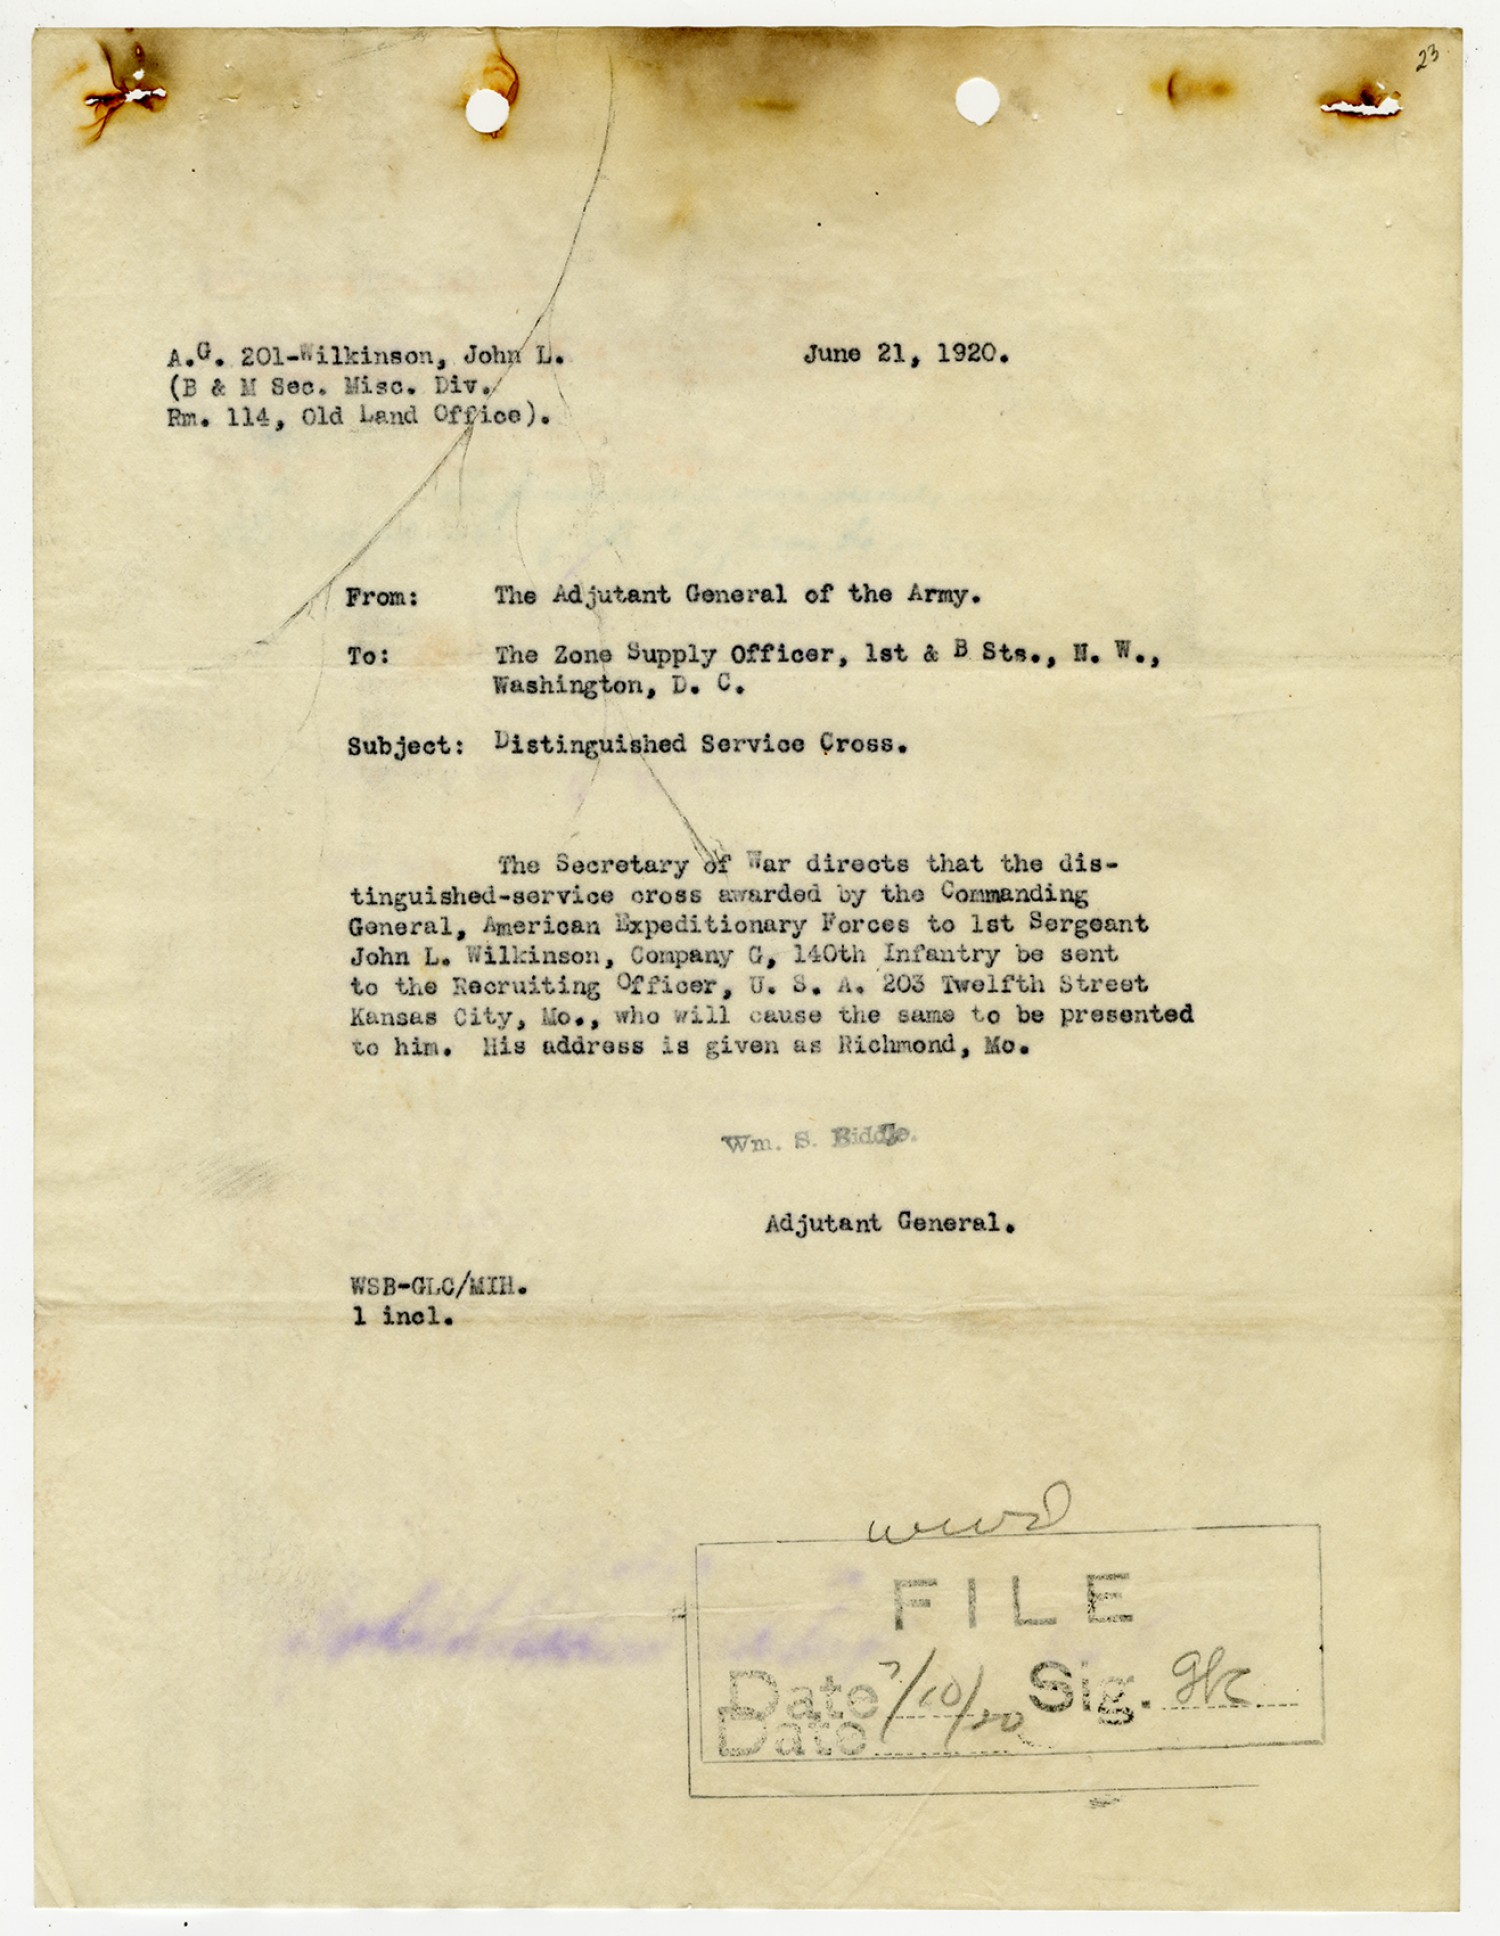 23
A.G. 201-Wilkinson, John L.
June 21, 1920.
(B & M Sec. Misc. Div.
Rm. 114, Old Land Office).
From: The Adjutant General of the Army.
To: The Zone Supply Officer, 1st & B Sts., N. W.,
Washington, D. C.
Subject: Distinguished Service Cross.
The Secretary of War directs that the dis-
tinguished-service cross awarded by the Commanding
General, American Expeditionary Forces to 1st Sergeant
John L. Wilkinson, Company G, 140th Infantry be sent
to the Recruiting Officer, U. S. A. 203 Twelfth Street
Kansas City, Mo., who will cause the same to be presented
to him. His address is given as Richmond, Mo.
Wm. S. Biddle.
Adjutant General.
WSB-GLC/MIH.
1 incl.
FILE
Date 7/10/20 Sig.
Date